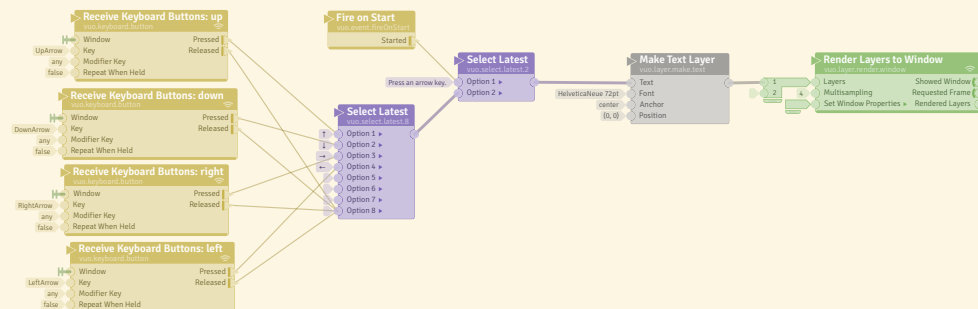 Receive Keyboard Buttons: up
vuo.keyboard.button
Window
Pressed
UpArrow
Key
Released
any
Modifier Key
false
Repeat When Held
Receive Keyboard Buttons: down
vuo.keyboard.button
Window
Pressed
DownArrow
Key
Released
any
Modifier Key
false
Repeat When Held
Receive Keyboard Buttons: right
vuo.keyboard.button
Window
Pressed
RightArrow
Key
Released
any
Modifier Key
false
Repeat When Held
Receive Keyboard Buttons: left
vuo.keyboard.button
Window
Pressed
LeftArrow
Key
Released
any
Modifier Key
false
Repeat When Held
Fire on Start
vuo.event.fireOnStart
Started
Select Latest
vuo.select.latest.8
↑ Option 1
↓ Option 2
→ Option 3
← Option 4
Option 5
Option 6
Option 7
Option 8
Select Latest
vuo.select.latest.2
Press an arrow key.
Option 1
Option 2
Make Text Layer
vuo.layer.make.text
Text
HelveticaNeue 72pt
Font
center
Anchor
(0, 0)
Position
1
2
Render Layers to Window
vuo.layer.render.window
Layers
Showed Window
4
Multisampling
Requested Frame
Set Window Properties
Rendered Layers